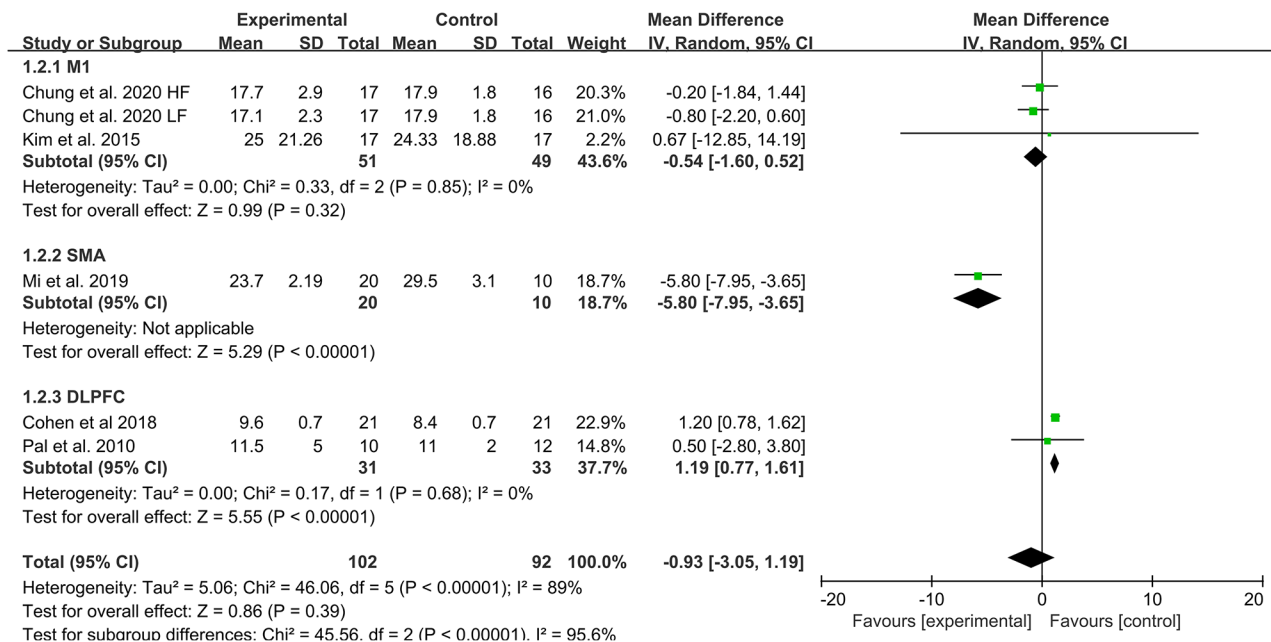 Experimental Control Mean Difference Mean Difference
Study or Subgroup Mean SD Total Mean SD Total Weight IV, Random, 95% CI IV, Random, 95% CI
1.2.1 M1
Chung et al. 2020 HF 17.7 2.9 17 17.9 1.8 16 20.3% -0.20 [-1.84, 1.44]
Chung et al. 2020 LF 17.1 2.3 17 17.9 1.8 16 21.0% -0.80 [-2.20, 0.60]
Kim et al. 2015 25 21.26 17 24.33 18.88 17 2.2% 0.67 [-12.85, 14.19]
Subtotal (95% CI) 51 49 43.6% -0.54 [-1.60, 0.52]
Heterogeneity: Tau² = 0.00; Chi² = 0.33, df = 2 (P = 0.85); I² = 0%
Test for overall effect: Z = 0.99 (P = 0.32)
1.2.2 SMA
Mi et al. 2019 23.7 2.19 20 29.5 3.1 10 18.7% -5.80 [-7.95, -3.65]
Subtotal (95% CI) 20 10 18.7% -5.80 [-7.95, -3.65]
Heterogeneity: Not applicable
Test for overall effect: Z = 5.29 (P < 0.00001)
1.2.3 DLPFC
Cohen et al 2018 9.6 0.7 21 8.4 0.7 21 22.9% 1.20 [0.78, 1.62]
Pal et al. 2010 11.5 5 10 11 2 12 14.8% 0.50 [-2.80, 3.80]
Subtotal (95% CI) 31 33 37.7% 1.19 [0.77, 1.61]
Heterogeneity: Tau² = 0.00; Chi² = 0.17, df = 1 (P = 0.68); I² = 0%
Test for overall effect: Z = 5.55 (P < 0.00001)
Total (95% CI) 102 92 100.0% -0.93 [-3.05, 1.19]
Heterogeneity: Tau² = 5.06; Chi² = 46.06, df = 5 (P < 0.00001); I² = 89%
Test for overall effect: Z = 0.86 (P = 0.39)
Test for subgroup differences: Chi² = 45.56, df = 2 (P < 0.00001), I² = 95.6%
-20 -10 0 10 20
Favours [experimental] Favours [control]